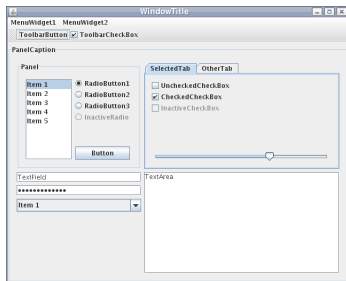 WindowTitle
MenuWidget1 MenuWidget2
ToolbarButton ToolbarCheckBox
PanelCaption
Panel
Item 1
Item 2
Item 3
Item 4
Item 5
RadioButton1
RadioButton2
RadioButton3
InactiveRadio
Button
SelectedTab OtherTab
UncheckedCheckBox
CheckedCheckBox
InactiveCheckBox
TextField
•••••••••••••
Item 1
TextArea